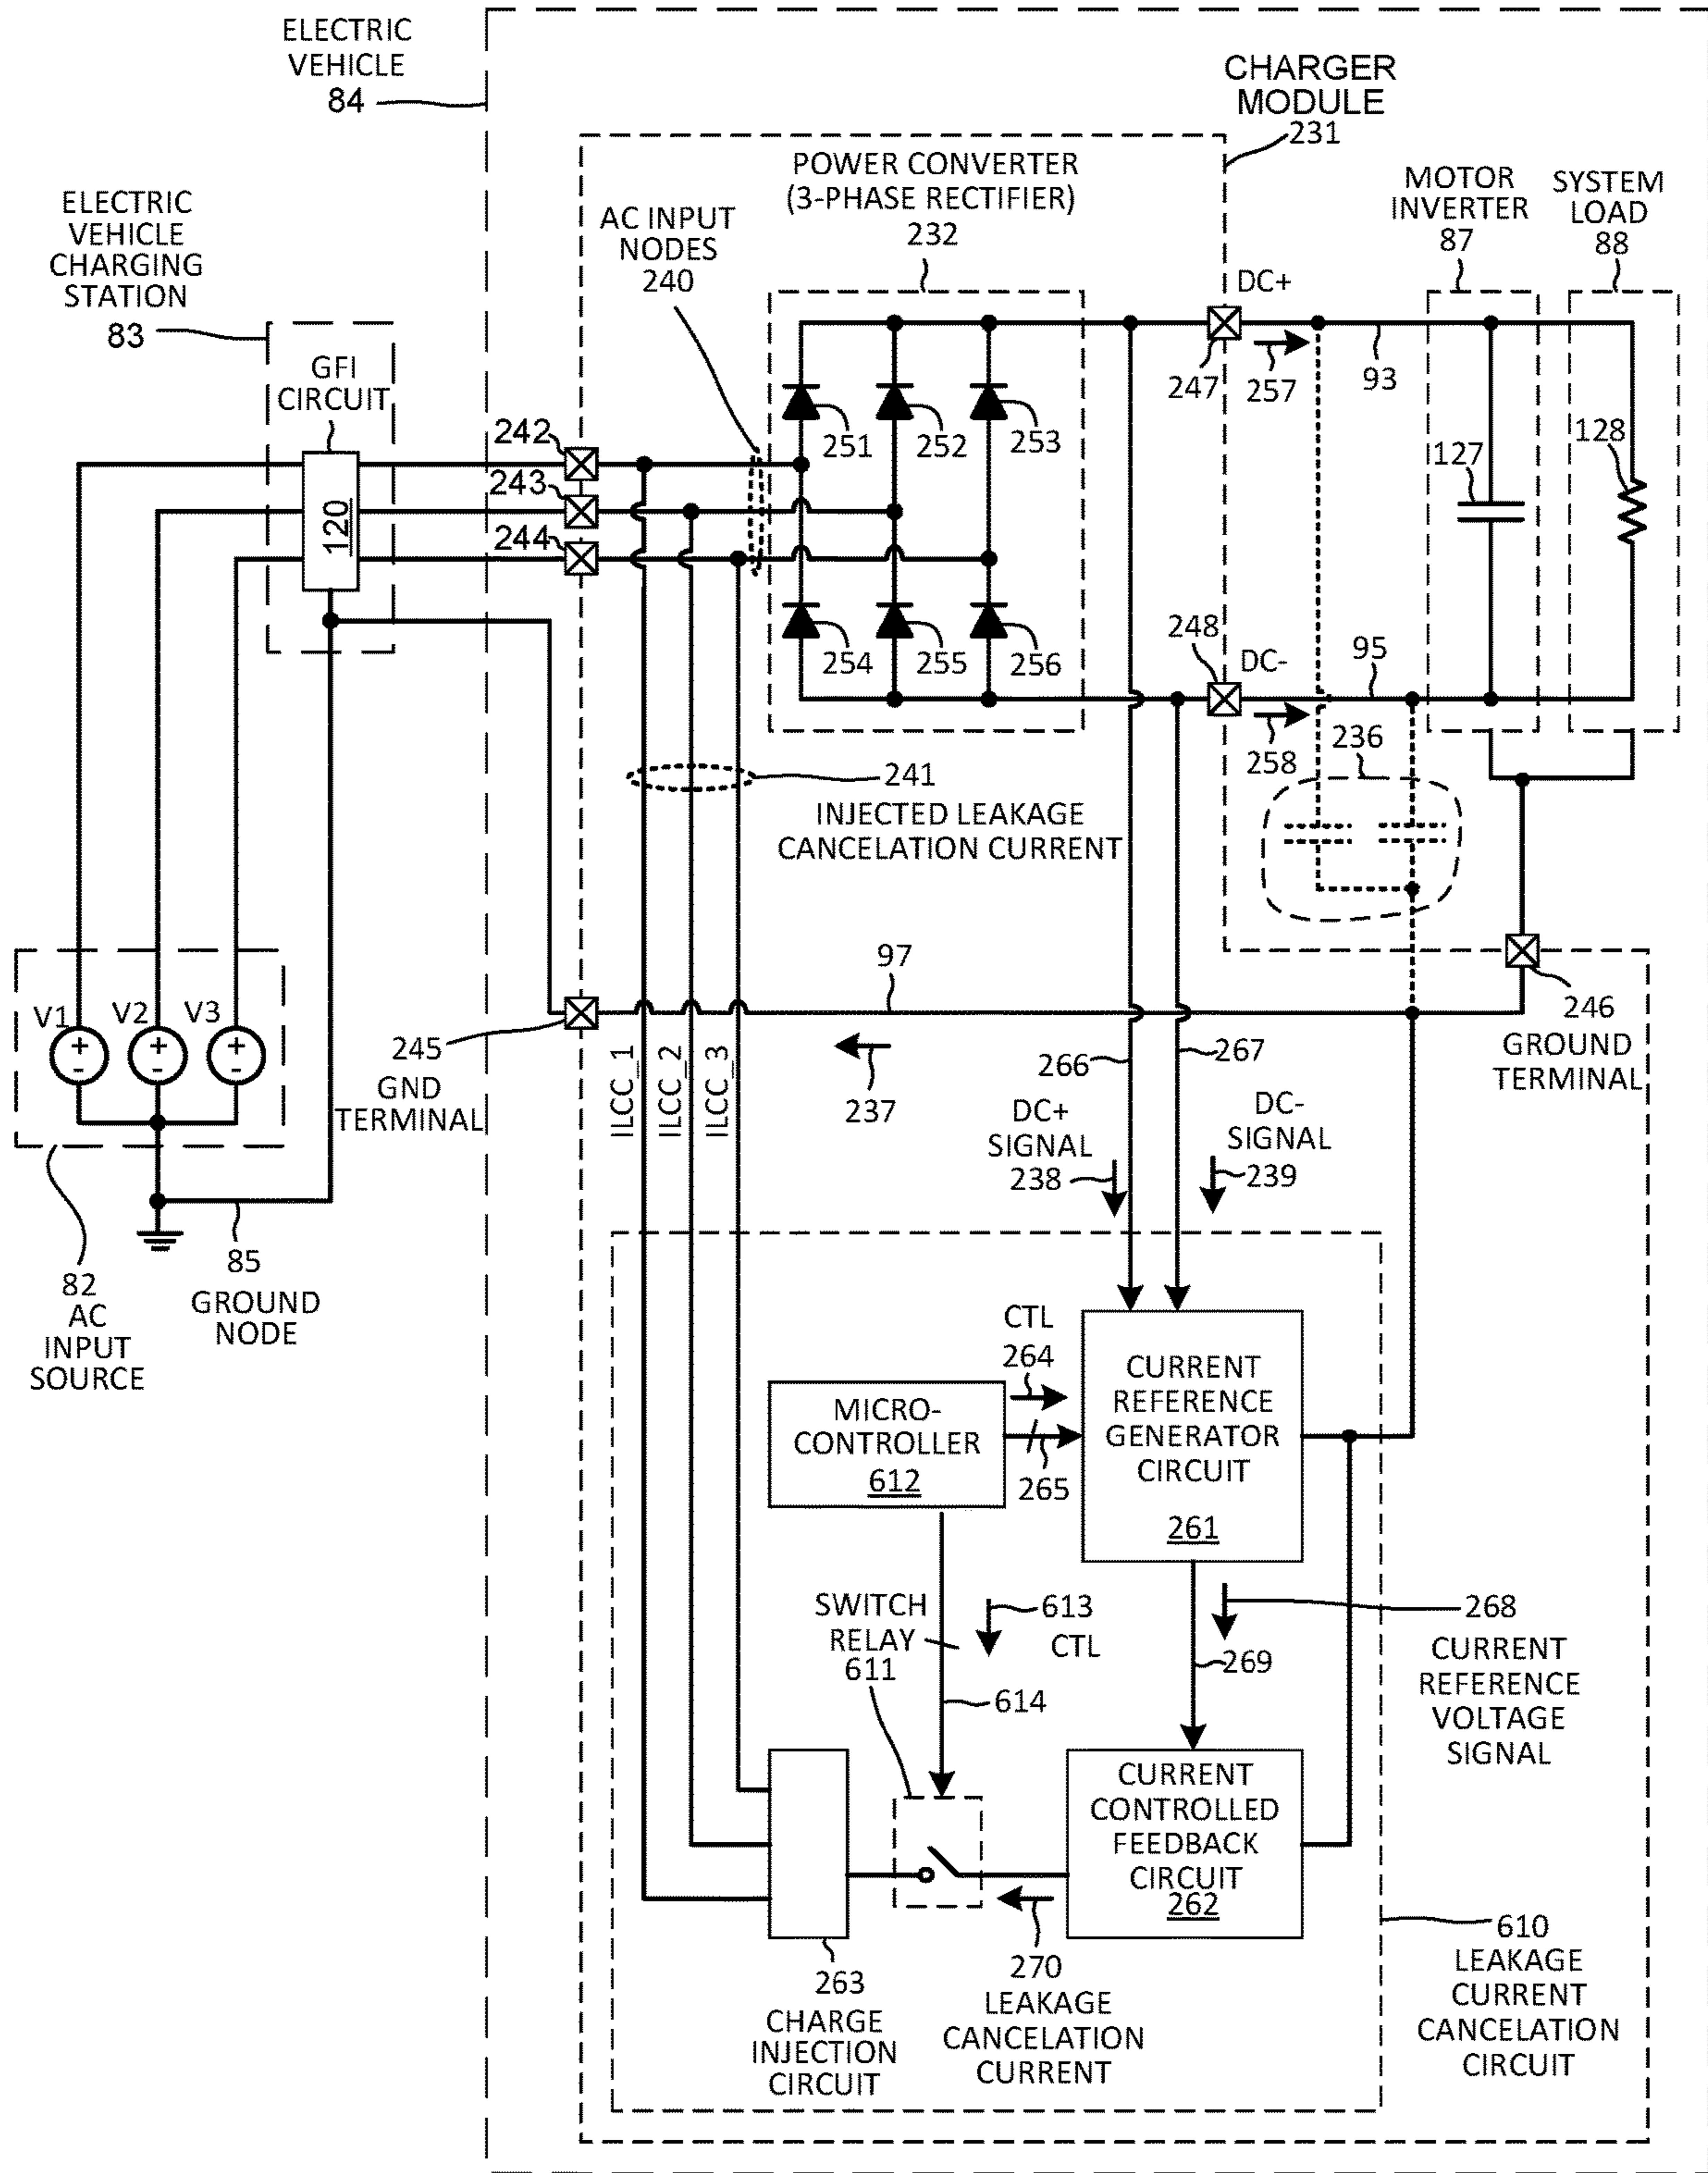 ELECTRIC
VEHICLE
84
CHARGER
MODULE
231
POWER CONVERTER
(3-PHASE RECTIFIER)
232
AC INPUT
NODES
240
MOTOR
INVERTER
87
SYSTEM
LOAD
88
ELECTRIC
VEHICLE
CHARGING
STATION
83
GFI
CIRCUIT
120
DC+
247
257
93
251
252
253
242
243
244
127
128
254
255
256
248
DC-
258
95
236
241
INJECTED LEAKAGE
CANCELATION CURRENT
97
V1
V2
V3
245
GND
TERMINAL
246
GROUND
TERMINAL
ILCC_1
ILCC_2
ILCC_3
237
266
267
DC+
SIGNAL
238
DC-
SIGNAL
239
82
AC
INPUT
SOURCE
85
GROUND
NODE
CTL
264
265
MICRO-
CONTROLLER
612
CURRENT
REFERENCE
GENERATOR
CIRCUIT
261
SWITCH
RELAY
611
613
CTL
614
268
CURRENT
REFERENCE
VOLTAGE
SIGNAL
269
CURRENT
CONTROLLED
FEEDBACK
CIRCUIT
262
263
CHARGE
INJECTION
CIRCUIT
270
LEAKAGE
CANCELATION
CURRENT
610
LEAKAGE
CURRENT
CANCELATION
CIRCUIT